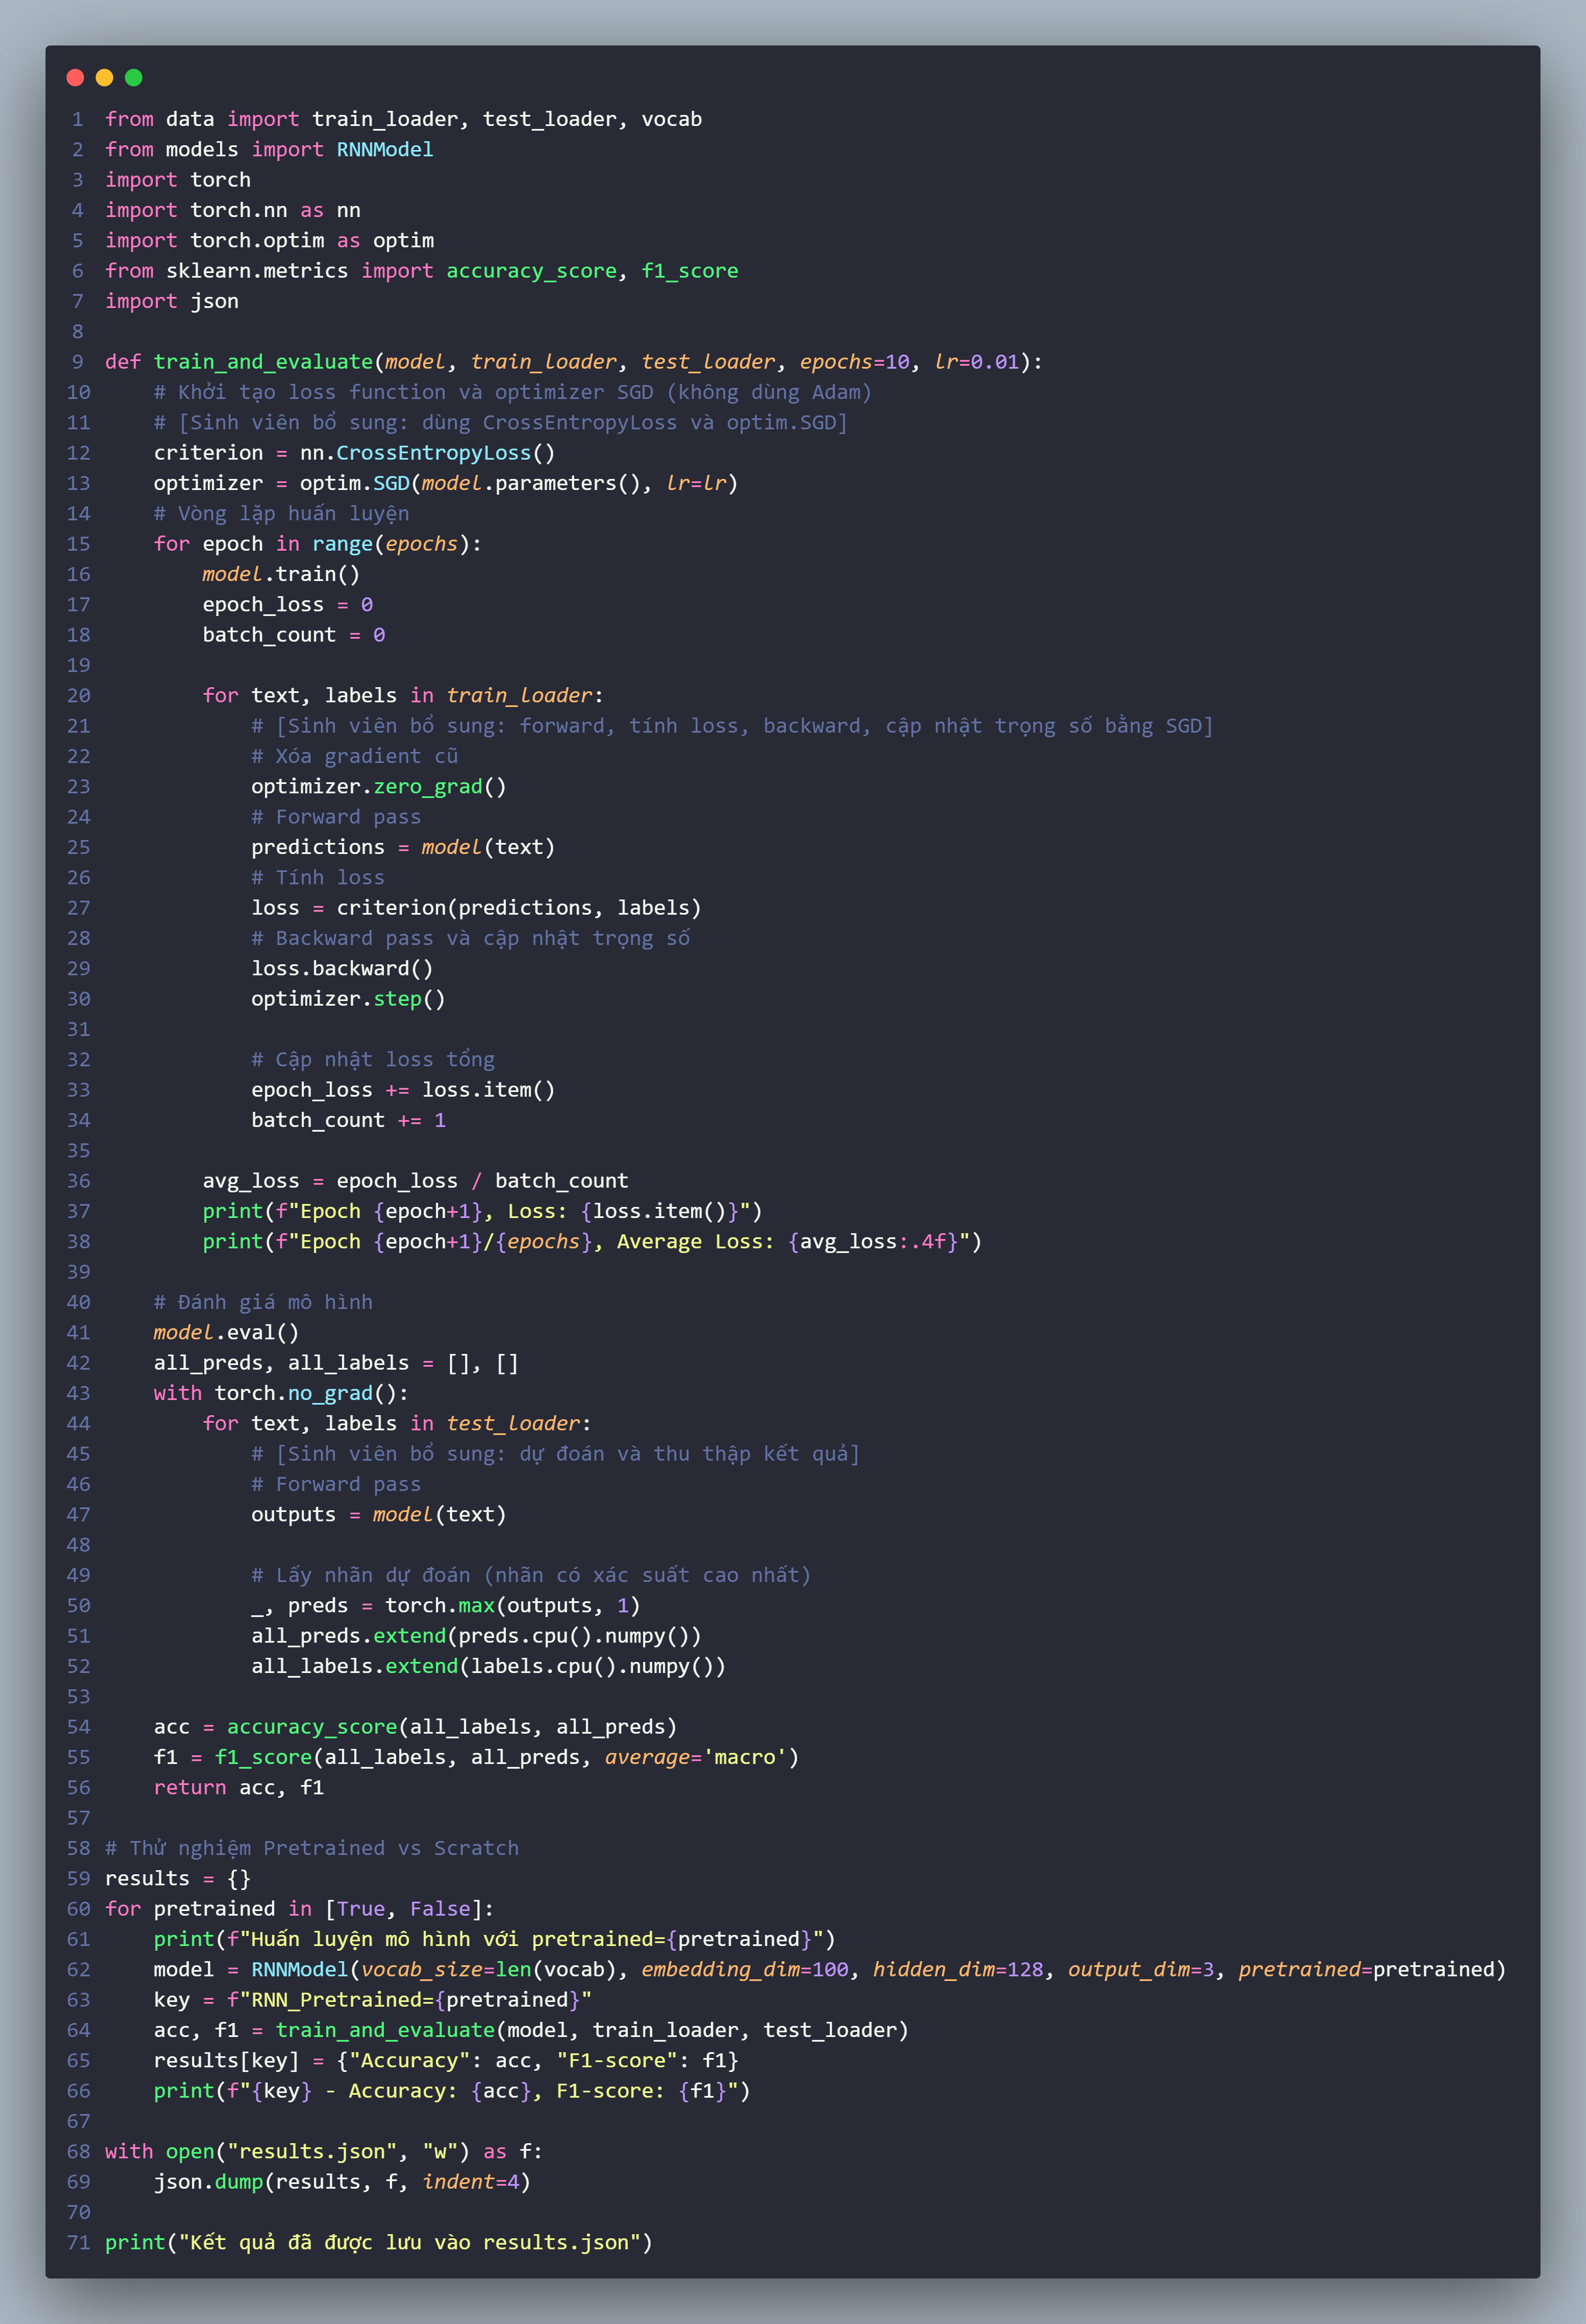 1 from data import train_loader, test_loader, vocab
2 from models import RNNModel
3 import torch
4 import torch.nn as nn
5 import torch.optim as optim
6 from sklearn.metrics import accuracy_score, f1_score
7 import json
8
9 def train_and_evaluate(model, train_loader, test_loader, epochs=10, lr=0.01):
10     # Khởi tạo loss function và optimizer SGD (không dùng Adam)
11     # [Sinh viên bổ sung: dùng CrossEntropyLoss và optim.SGD]
12     criterion = nn.CrossEntropyLoss()
13     optimizer = optim.SGD(model.parameters(), lr=lr)
14     # Vòng lặp huấn luyện
15     for epoch in range(epochs):
16         model.train()
17         epoch_loss = 0
18         batch_count = 0
19
20         for text, labels in train_loader:
21             # [Sinh viên bổ sung: forward, tính loss, backward, cập nhật trọng số bằng SGD]
22             # Xóa gradient cũ
23             optimizer.zero_grad()
24             # Forward pass
25             predictions = model(text)
26             # Tính loss
27             loss = criterion(predictions, labels)
28             # Backward pass và cập nhật trọng số
29             loss.backward()
30             optimizer.step()
31
32             # Cập nhật loss tổng
33             epoch_loss += loss.item()
34             batch_count += 1
35
36         avg_loss = epoch_loss / batch_count
37         print(f"Epoch {epoch+1}, Loss: {loss.item()}")
38         print(f"Epoch {epoch+1}/{epochs}, Average Loss: {avg_loss:.4f}")
39
40     # Đánh giá mô hình
41     model.eval()
42     all_preds, all_labels = [], []
43     with torch.no_grad():
44         for text, labels in test_loader:
45             # [Sinh viên bổ sung: dự đoán và thu thập kết quả]
46             # Forward pass
47             outputs = model(text)
48
49             # Lấy nhãn dự đoán (nhãn có xác suất cao nhất)
50             _, preds = torch.max(outputs, 1)
51             all_preds.extend(preds.cpu().numpy())
52             all_labels.extend(labels.cpu().numpy())
53
54     acc = accuracy_score(all_labels, all_preds)
55     f1 = f1_score(all_labels, all_preds, average='macro')
56     return acc, f1
57
58 # Thử nghiệm Pretrained vs Scratch
59 results = {}
60 for pretrained in [True, False]:
61     print(f"Huấn luyện mô hình với pretrained={pretrained}")
62     model = RNNModel(vocab_size=len(vocab), embedding_dim=100, hidden_dim=128, output_dim=3, pretrained=pretrained)
63     key = f"RNN_Pretrained={pretrained}"
64     acc, f1 = train_and_evaluate(model, train_loader, test_loader)
65     results[key] = {"Accuracy": acc, "F1-score": f1}
66     print(f"{key} - Accuracy: {acc}, F1-score: {f1}")
67
68 with open("results.json", "w") as f:
69     json.dump(results, f, indent=4)
70
71 print("Kết quả đã được lưu vào results.json")